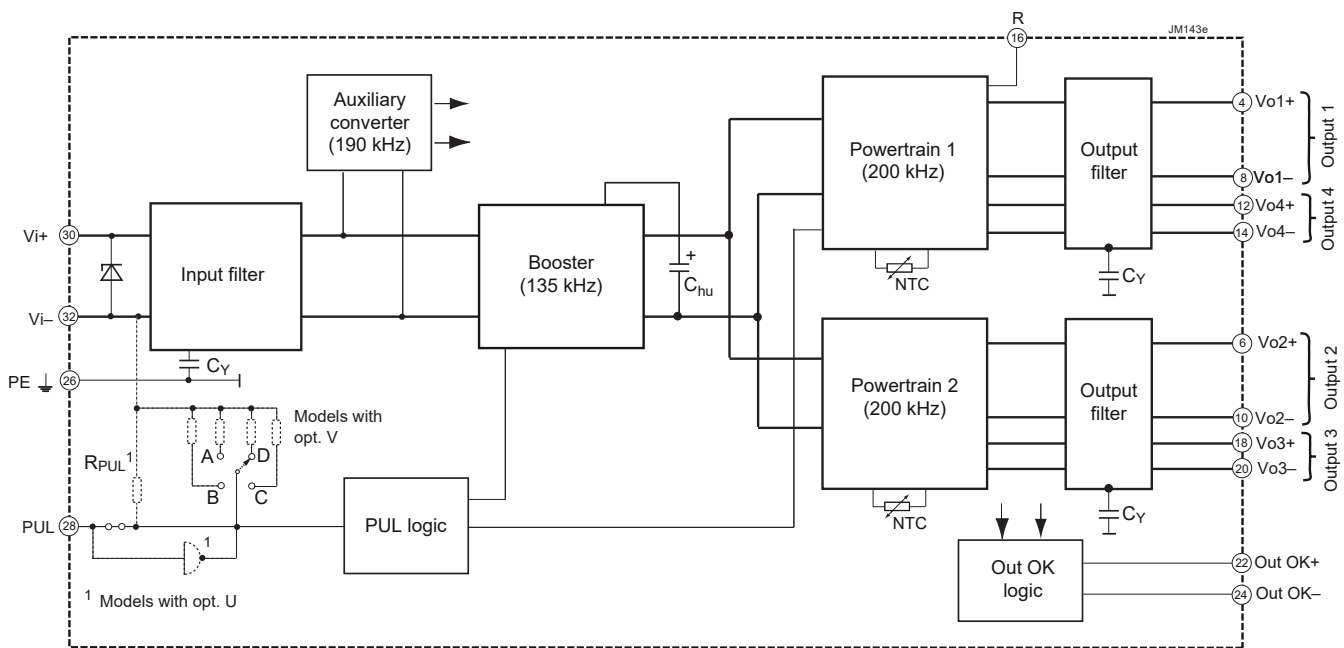 R
16
JM143e
Auxiliary
converter
(190 kHz)
Powertrain 1
(200 kHz)
Output
filter
4
Vo1+
8
Vo1–
Output 1
12
Vo4+
14
Vo4–
Output 4
Vi+
30
Input filter
Booster
(135 kHz)
+
Chu
NTC
CY
Vi–
32
CY
PE
26
Powertrain 2
(200 kHz)
Output
filter
6
Vo2+
10
Vo2–
Output 2
18
Vo3+
20
Vo3–
Output 3
Models with
opt. V
A
D
B
C
RPUL1
NTC
CY
PUL
28
PUL logic
1
Out OK
logic
22
Out OK+
24
Out OK–
1 Models with opt. U